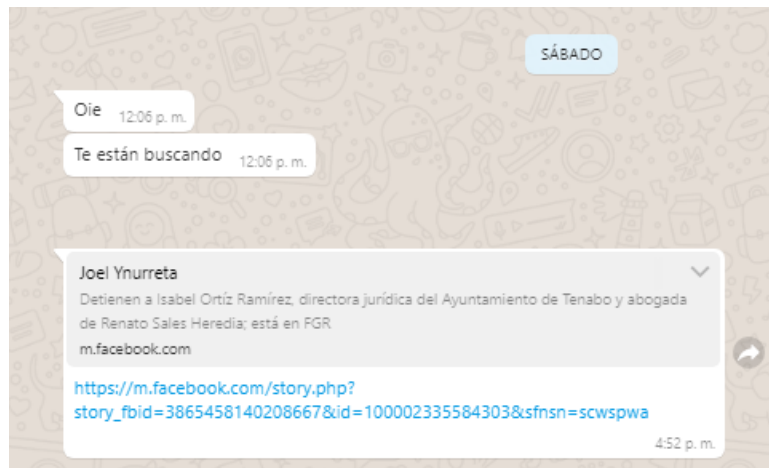 SÁBADO
Oie 12:06 p. m.
Te están buscando 12:06 p. m.
Joel Ynurreta
Detienen a Isabel Ortíz Ramírez, directora jurídica del Ayuntamiento de Tenabo y abogada
de Renato Sales Heredia; está en FGR
m.facebook.com
https://m.facebook.com/story.php?
story_fbid=3865458140208667&id=100002335584303&sfnsn=scwspwa
4:52 p. m.